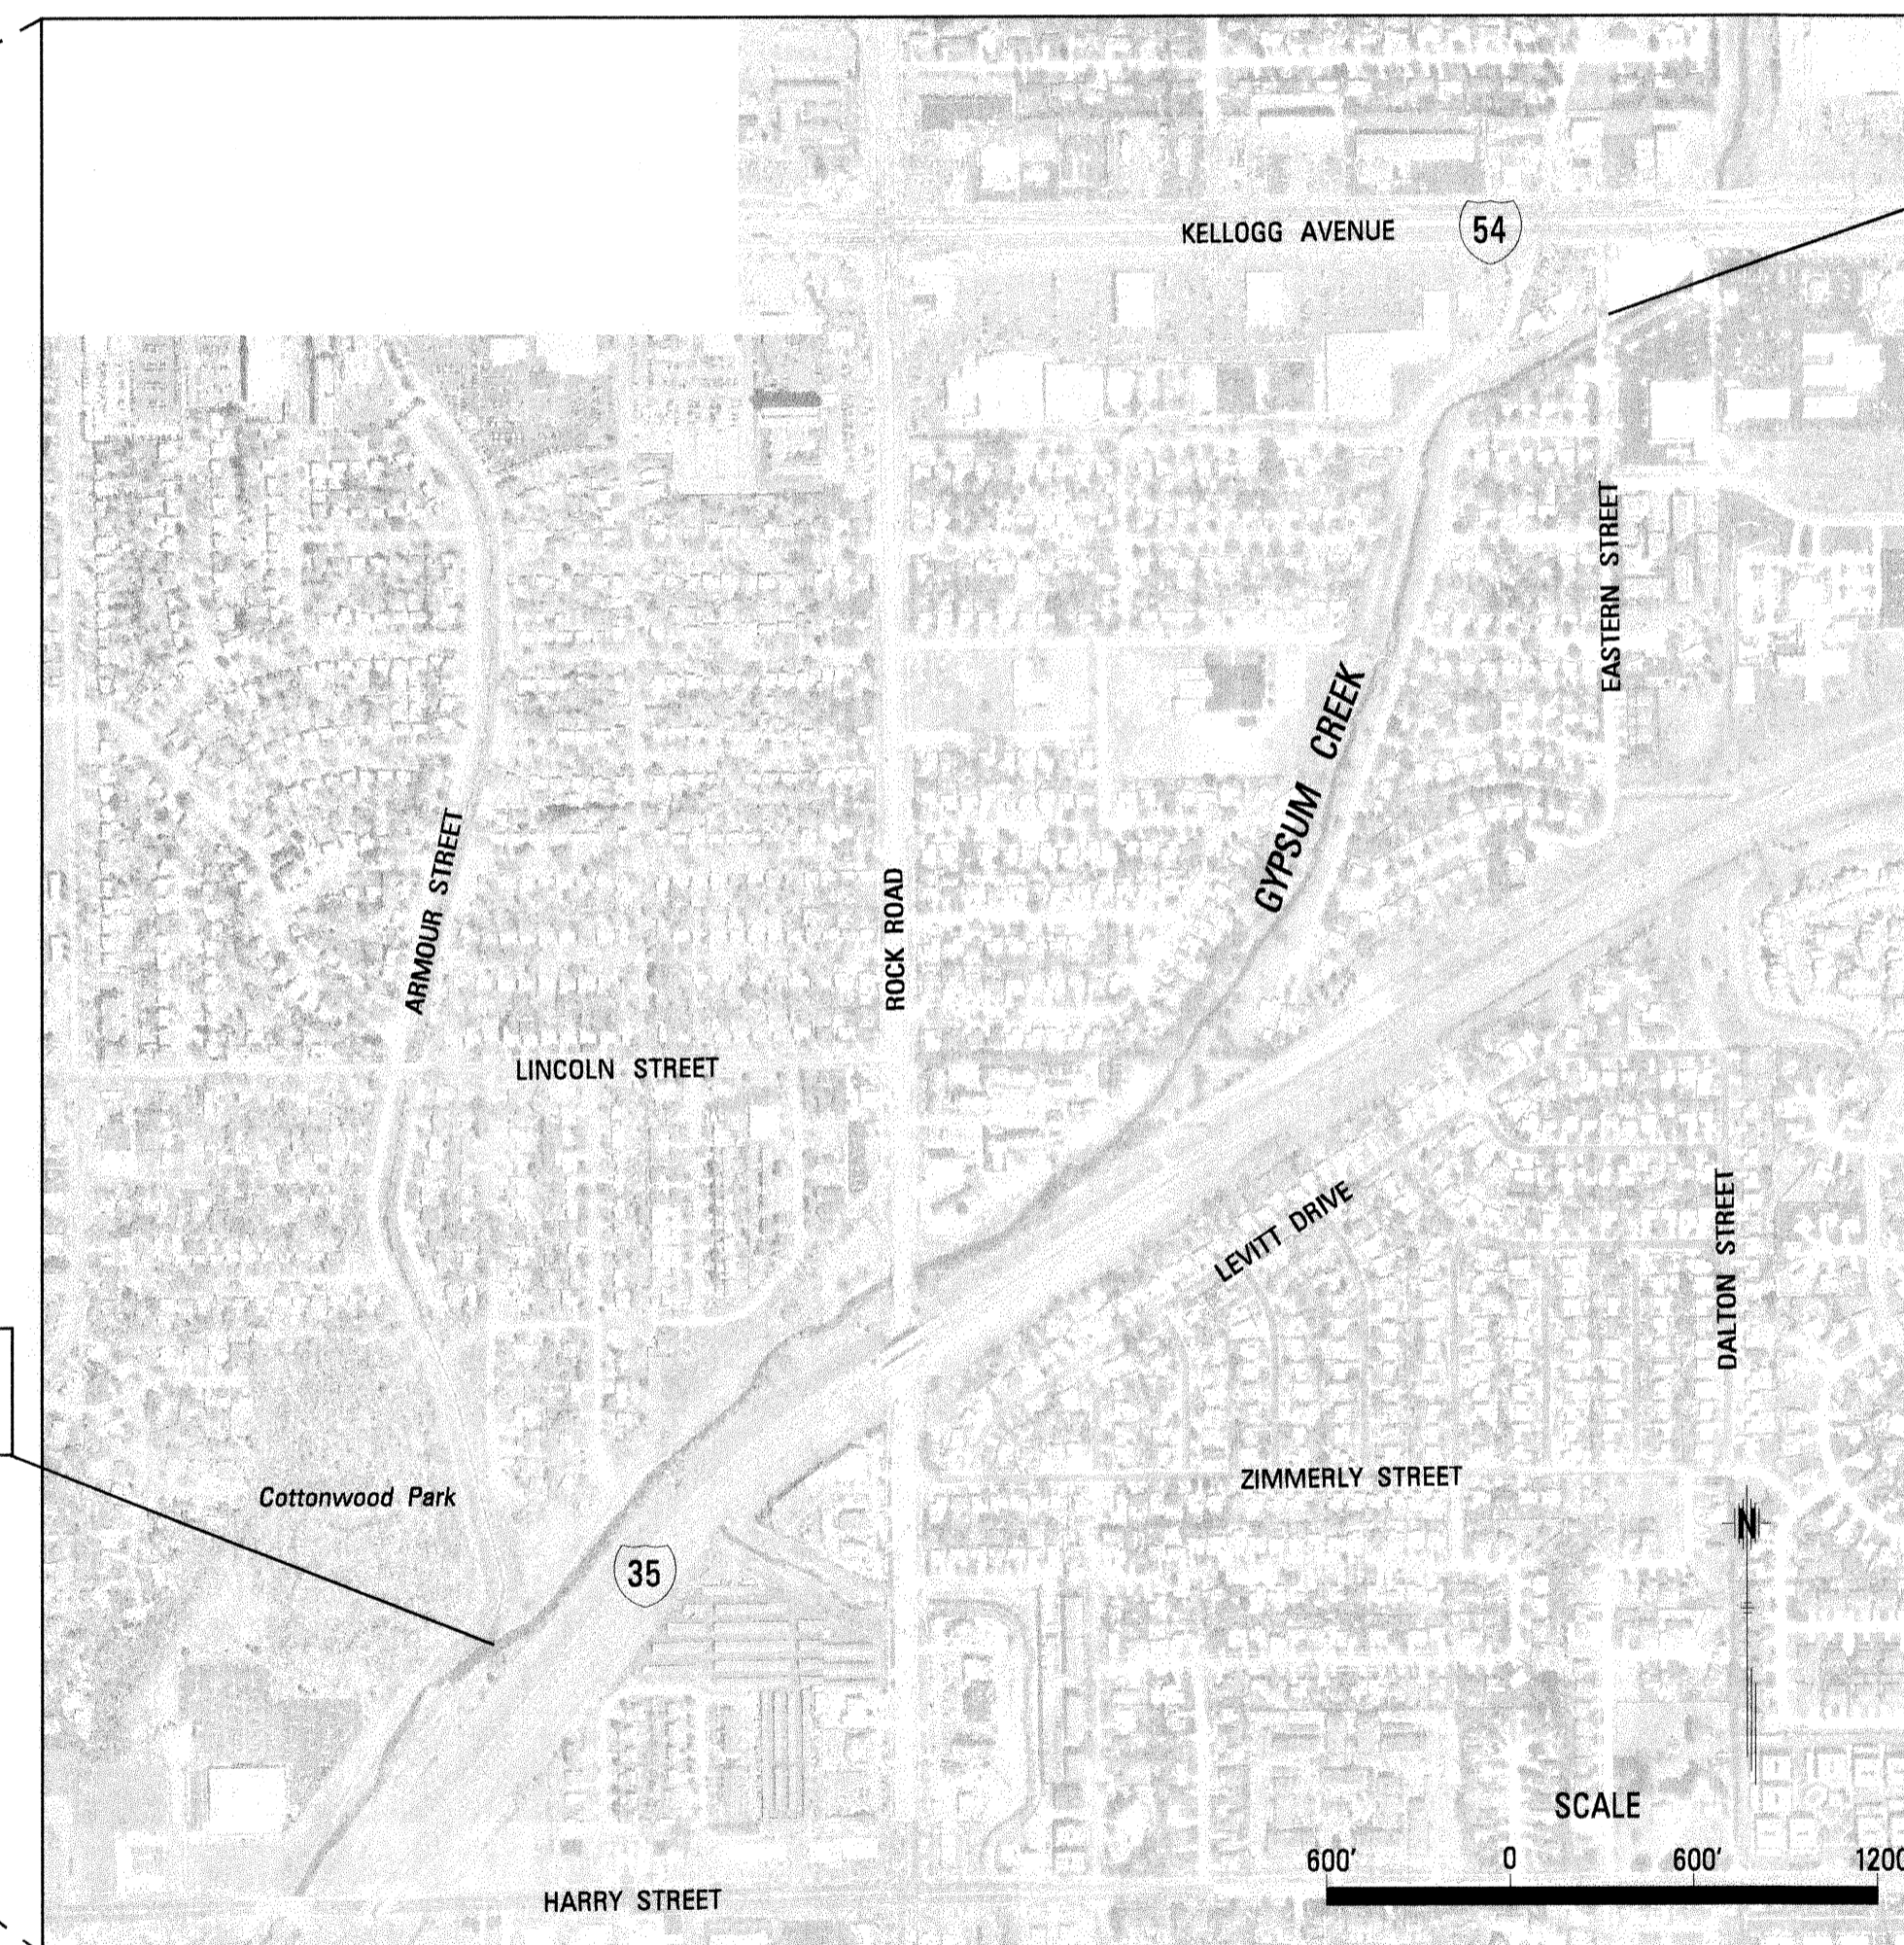 KELLOGG AVENUE
54
EASTERN STREET
GYPSUM CREEK
ARMOUR STREET
ROCK ROAD
LINCOLN STREET
LEVITT DRIVE
DALTON STREET
ZIMMERLY STREET
Cottonwood Park
N
35
SCALE
600' 0 600' 1200
HARRY STREET